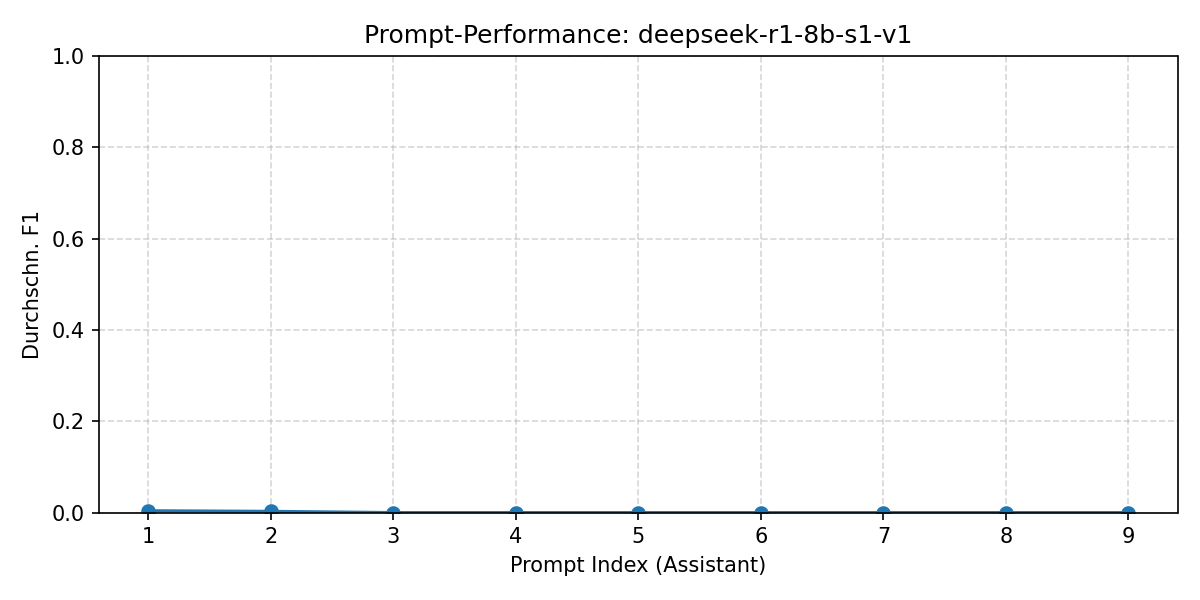 Prompt-Performance: deepseek-r1-8b-s1-v1
1.0
0.8
0.6
0.4
0.2
0.0
Durchschn. F1
1 2 3 4 5 6 7 8 9
Prompt Index (Assistant)